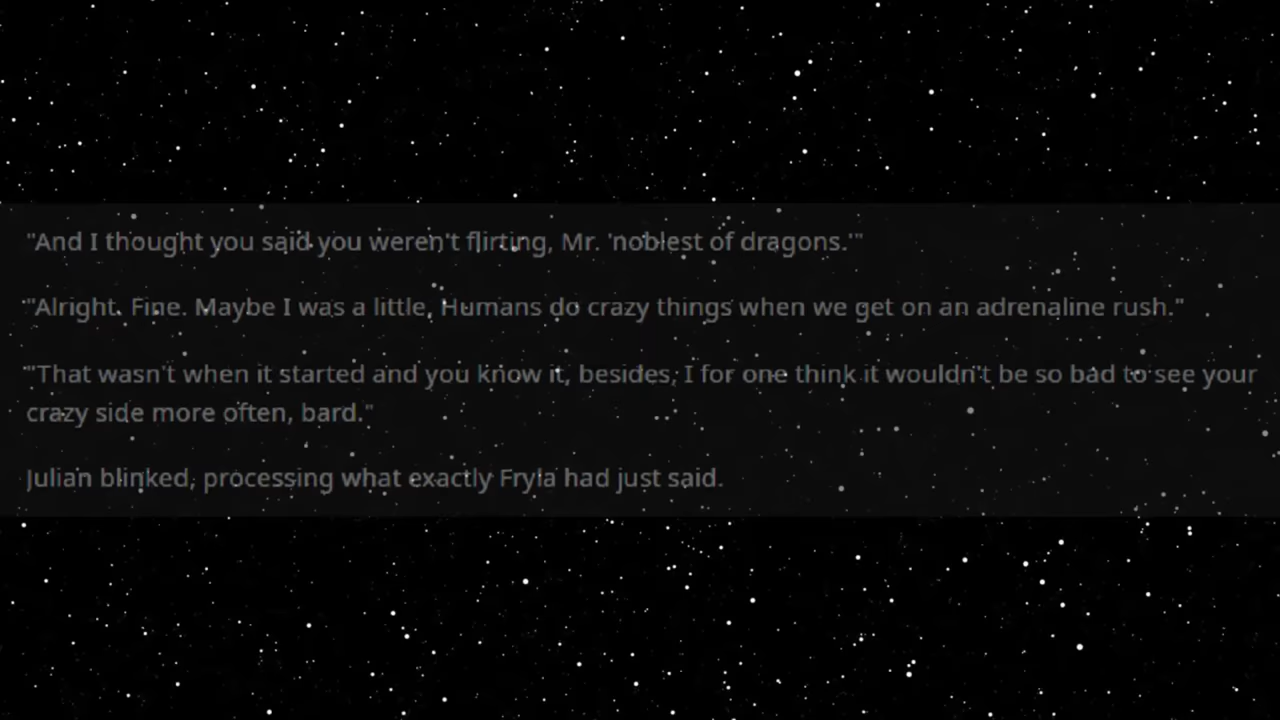 "And I thought you said you weren't flirting, Mr. 'noblest of dragons.'"
"Alright. Fine. Maybe I was a little, Humans do crazy things when we get on an adrenaline rush."
"That wasn't when it started and you know it, besides, I for one think it wouldn't be so bad to see your
crazy side more often, bard."
Julian blinked, processing what exactly Fryla had just said.